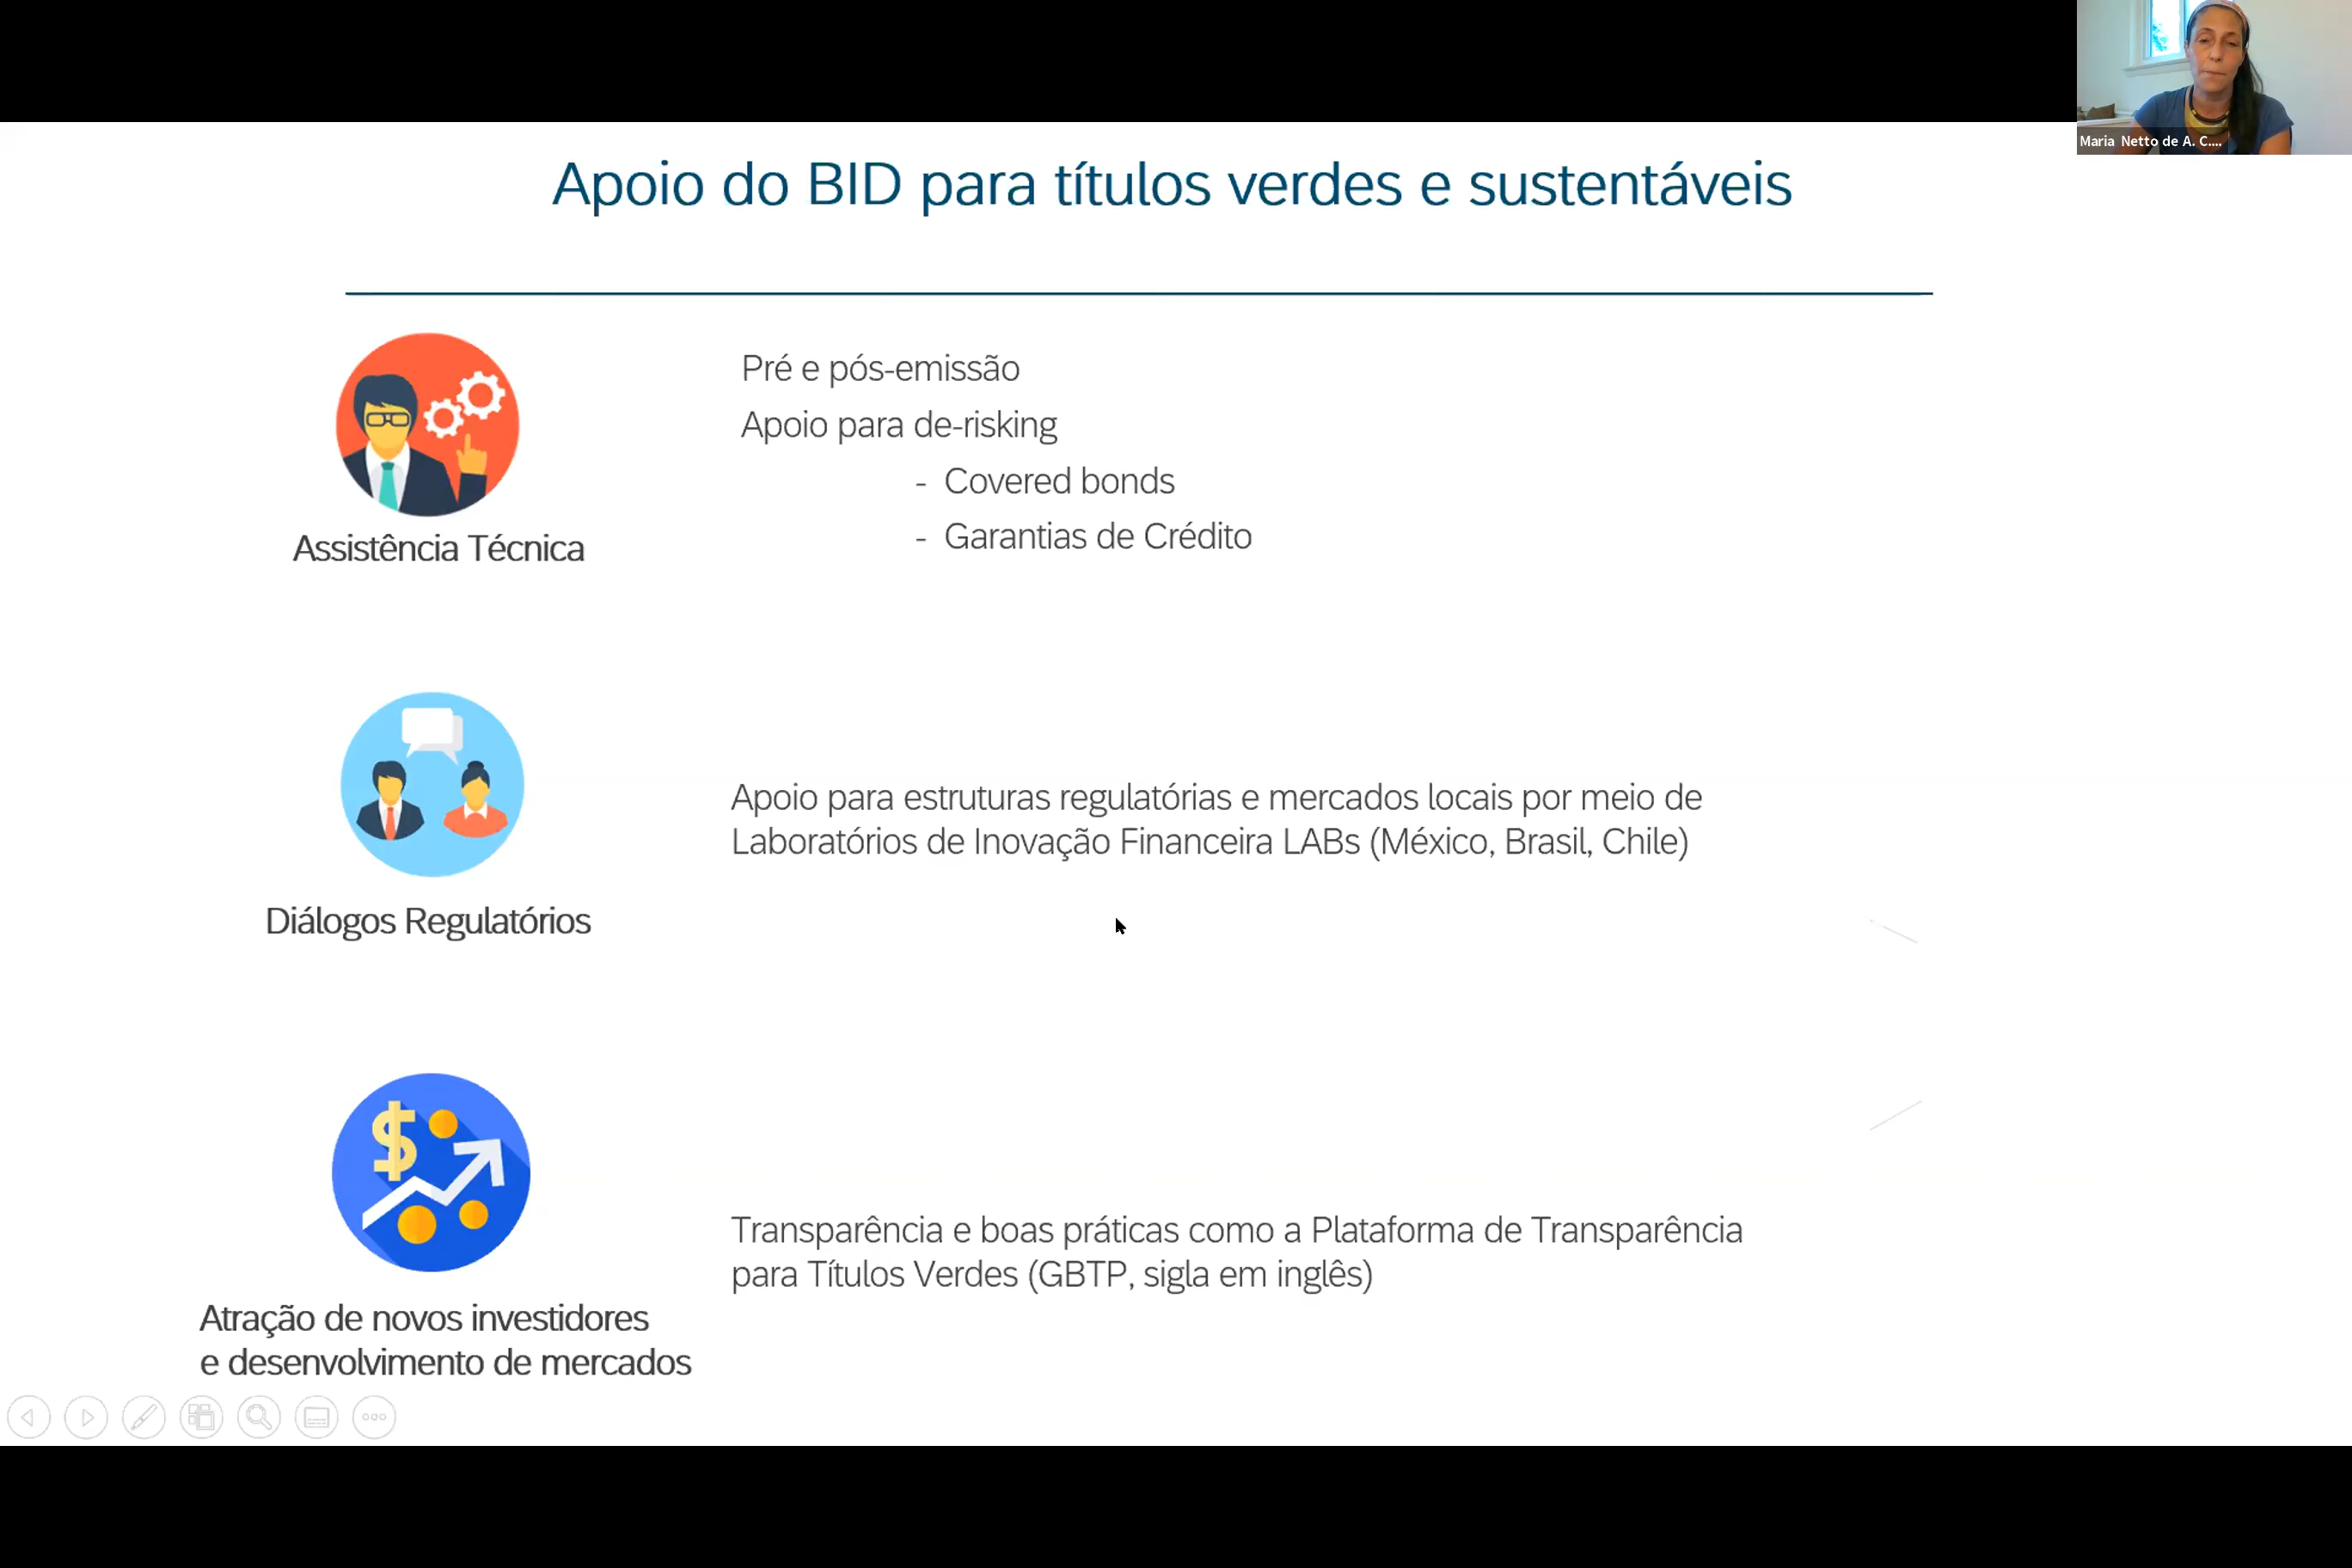 Maria Netto de A. C....
Apoio do BID para títulos verdes e sustentáveis
Pré e pós-emissão
Apoio para de-risking
- Covered bonds
- Garantias de Crédito
Assistência Técnica
Apoio para estruturas regulatórias e mercados locais por meio de
Laboratórios de Inovação Financeira LABs (México, Brasil, Chile)
Diálogos Regulatórios
Transparência e boas práticas como a Plataforma de Transparência
para Títulos Verdes (GBTP, sigla em inglês)
Atração de novos investidores
e desenvolvimento de mercados